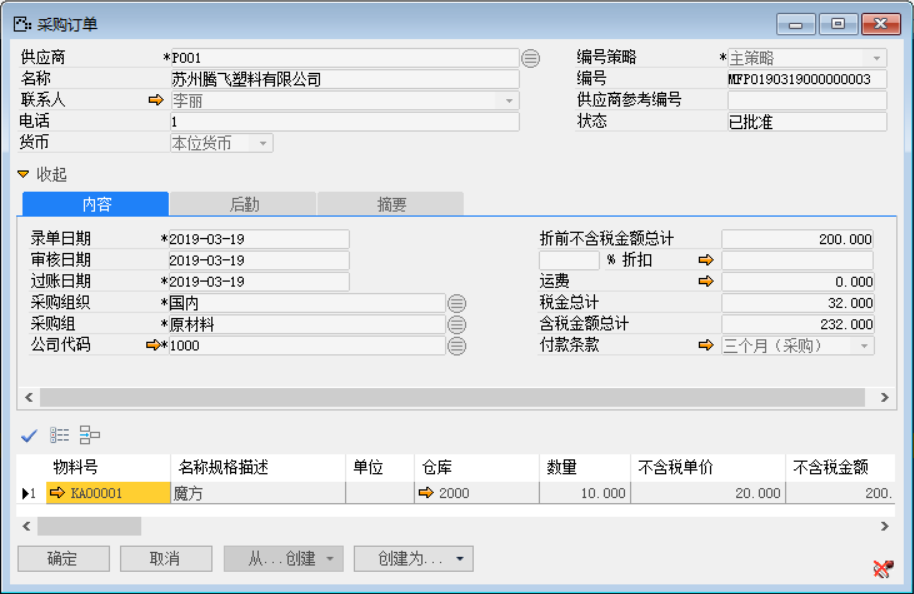 采购订单
供应商 *P001 编号策略 *主策略
名称 苏州腾飞塑料有限公司 编号 MFP0190319000000003
联系人 李丽 供应商参考编号
电话 1 状态 已批准
货币 本位货币
收起
内容 后勤 摘要
录单日期 *2019-03-19 折前不含税金额总计 200.000
审核日期 2019-03-19 % 折扣
过账日期 *2019-03-19 运费 0.000
采购组织 *国内 税金总计 32.000
采购组 *原材料 含税金额总计 232.000
公司代码 *1000 付款条款 三个月(采购)
物料号 名称规格描述 单位 仓库 数量 不含税单价 不含税金额
1 KA00001 魔方 2000 10.000 20.000 200.
确定 取消 从...创建 创建为...